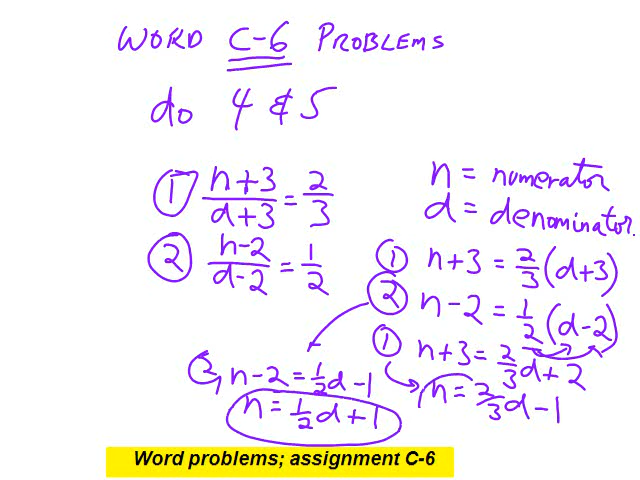 WORD C-6 PROBLEMS
do 4 & 5
① n+3/d+3 = 2/3
n = numerator
d = denominator
② n-2/d-2 = 1/2
① n+3 = 2/3(d+3)
② n-2 = 1/2(d-2)
① n+3 = 2/3d+2
n = 2/3d-1
2, n-2 = 1/2d-1
n = 1/2d+1
Word problems; assignment C-6